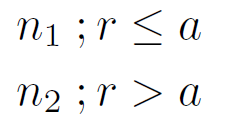 n₁ ; r ≤ a
n₂ ; r > a